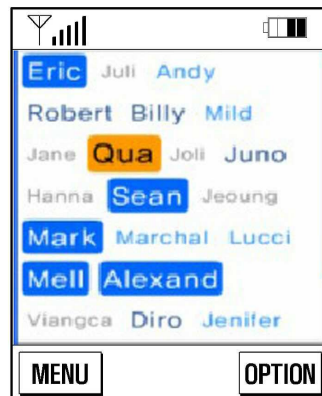 Eric Juli Andy
Robert Billy Mild
Jane Qua Joli Juno
Hanna Sean Jeoung
Mark Marchal Lucci
Mell Alexand
Viangca Diro Jenifer
MENU OPTION